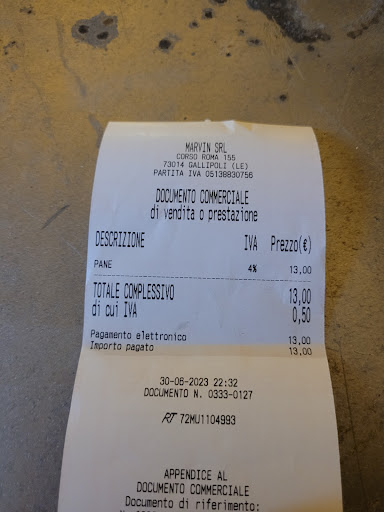 MARVIN SRL
CORSO ROMA 155
73014 GALLIPOLI (LE)
PARTITA IVA 05138830756
DOCUMENTO COMMERCIALE
di vendita o prestazione
DESCRIZIONE IVA Prezzo(€)
PANE 4% 13,00
TOTALE COMPLESSIVO 13,00
di cui IVA 0,50
Pagamento elettronico 13,00
Importo pagato 13,00
30-06-2023 22:32
DOCUMENTO N. 0333-0127
RT 72MU1104993
APPENDICE AL
DOCUMENTO COMMERCIALE
Documento di riferimento: